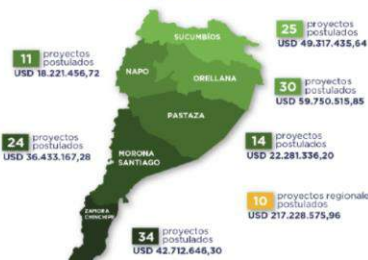 25 proyectos
postulados
USD 49.317.435,64
SUCUMBÍOS
11 proyectos
postulados
USD 18.221.456,72
NAPO
ORELLANA
30 proyectos
postulados
USD 59.750.515,85
PASTAZA
24 proyectos
postulados
USD 36.433.167,28
14 proyectos
postulados
USD 22.281.336,20
MORONA
SANTIAGO
10 proyectos regionales
postulados
USD 217.228.575,96
ZAMORA
CHINCHIPE
34 proyectos
postulados
USD 42.712.646,30